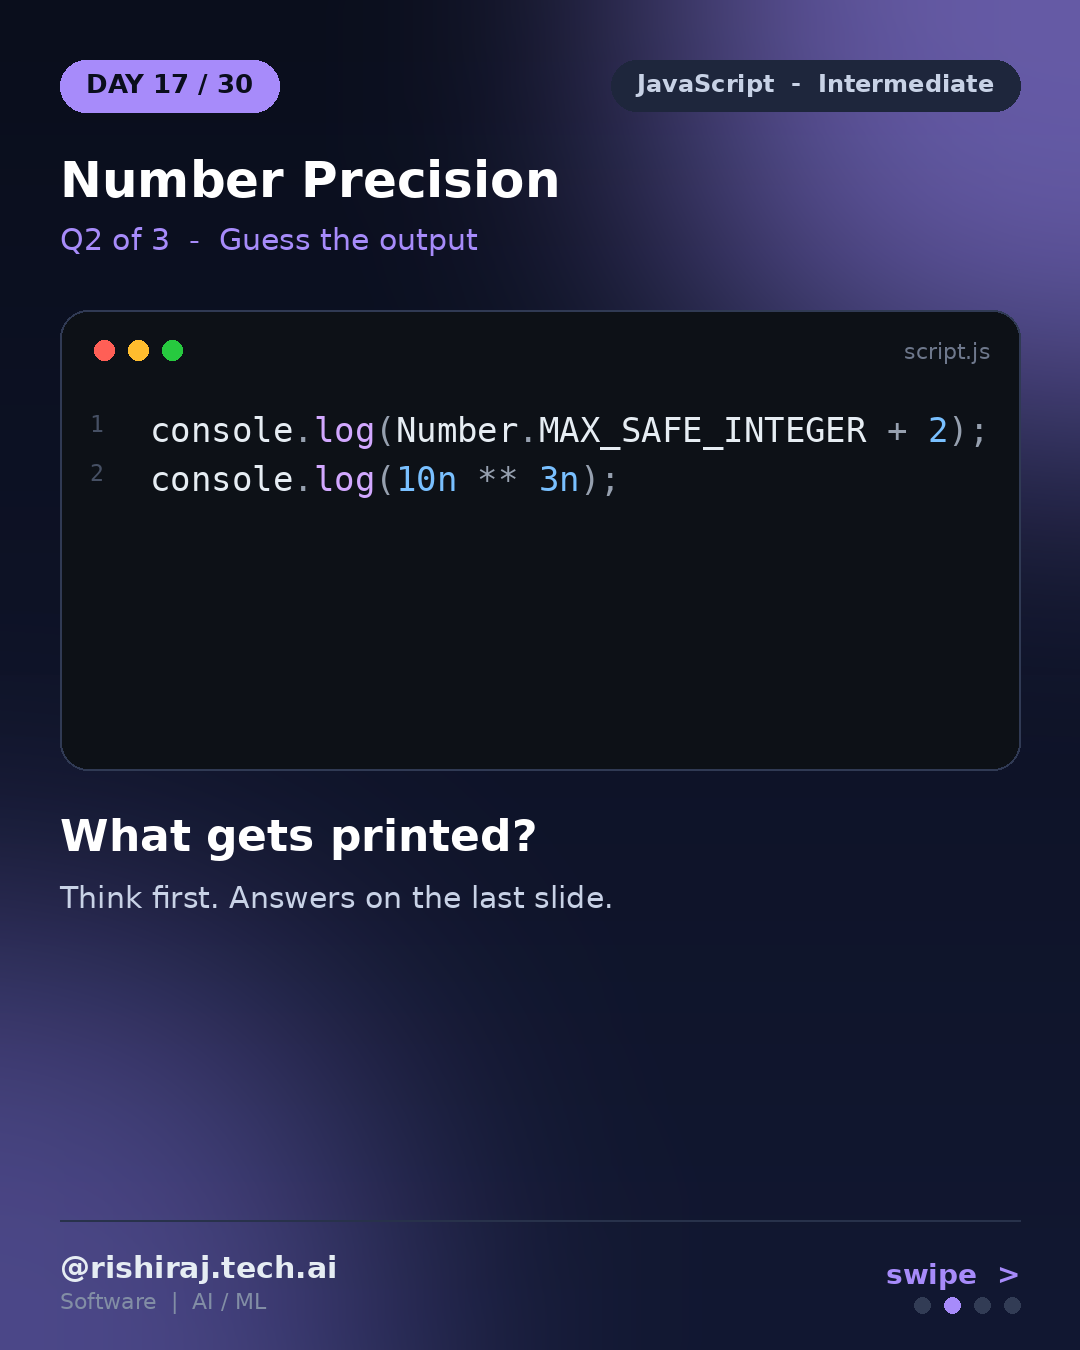 DAY 17 / 30
JavaScript - Intermediate
Number Precision
Q2 of 3 - Guess the output
script.js
1 console.log(Number.MAX_SAFE_INTEGER + 2);
2 console.log(10n ** 3n);
What gets printed?
Think first. Answers on the last slide.
@rishiraj.tech.ai
Software | AI / ML
swipe >